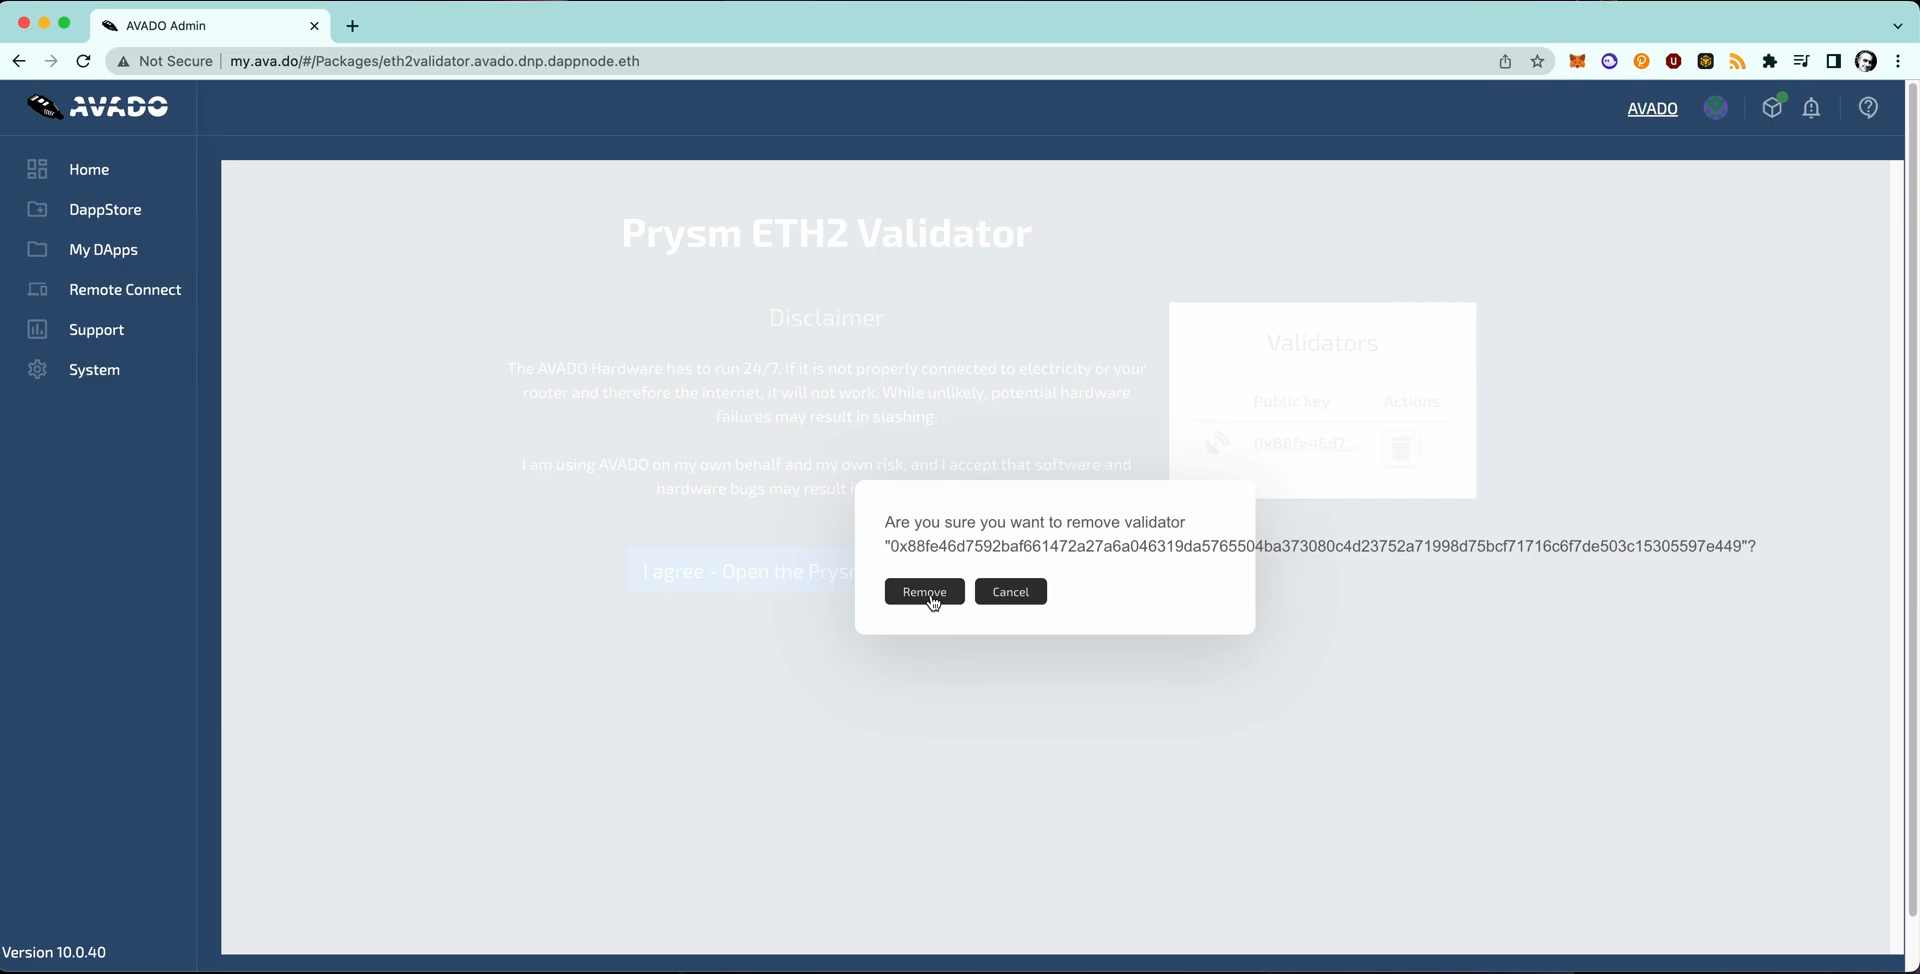 AVADO Admin
Not Secure
my.ava.do/#/Packages/eth2validator.avado.dnp.dappnode.eth
AVADO
AVADO
Home
DappStore
My DApps
Remote Connect
Support
System
Prysm ETH2 Validator
Disclaimer
The AVADO Hardware has to run 24/7. If it is not properly connected to electricity or your
router and therefore the internet, it will not work. While unlikely, potential hardware
failures may result in slashing.
I am using AVADO on my own behalf and my own risk, and I accept that software and
hardware bugs may result
I agree - Open the Prysm
Validators
Public key Actions
0x88fe46d7...
Are you sure you want to remove validator
"0x88fe46d7592baf661472a27a6a046319da5765504ba373080c4d23752a71998d75bcf71716c6f7de503c15305597e449"?
Remove Cancel
Version 10.0.40